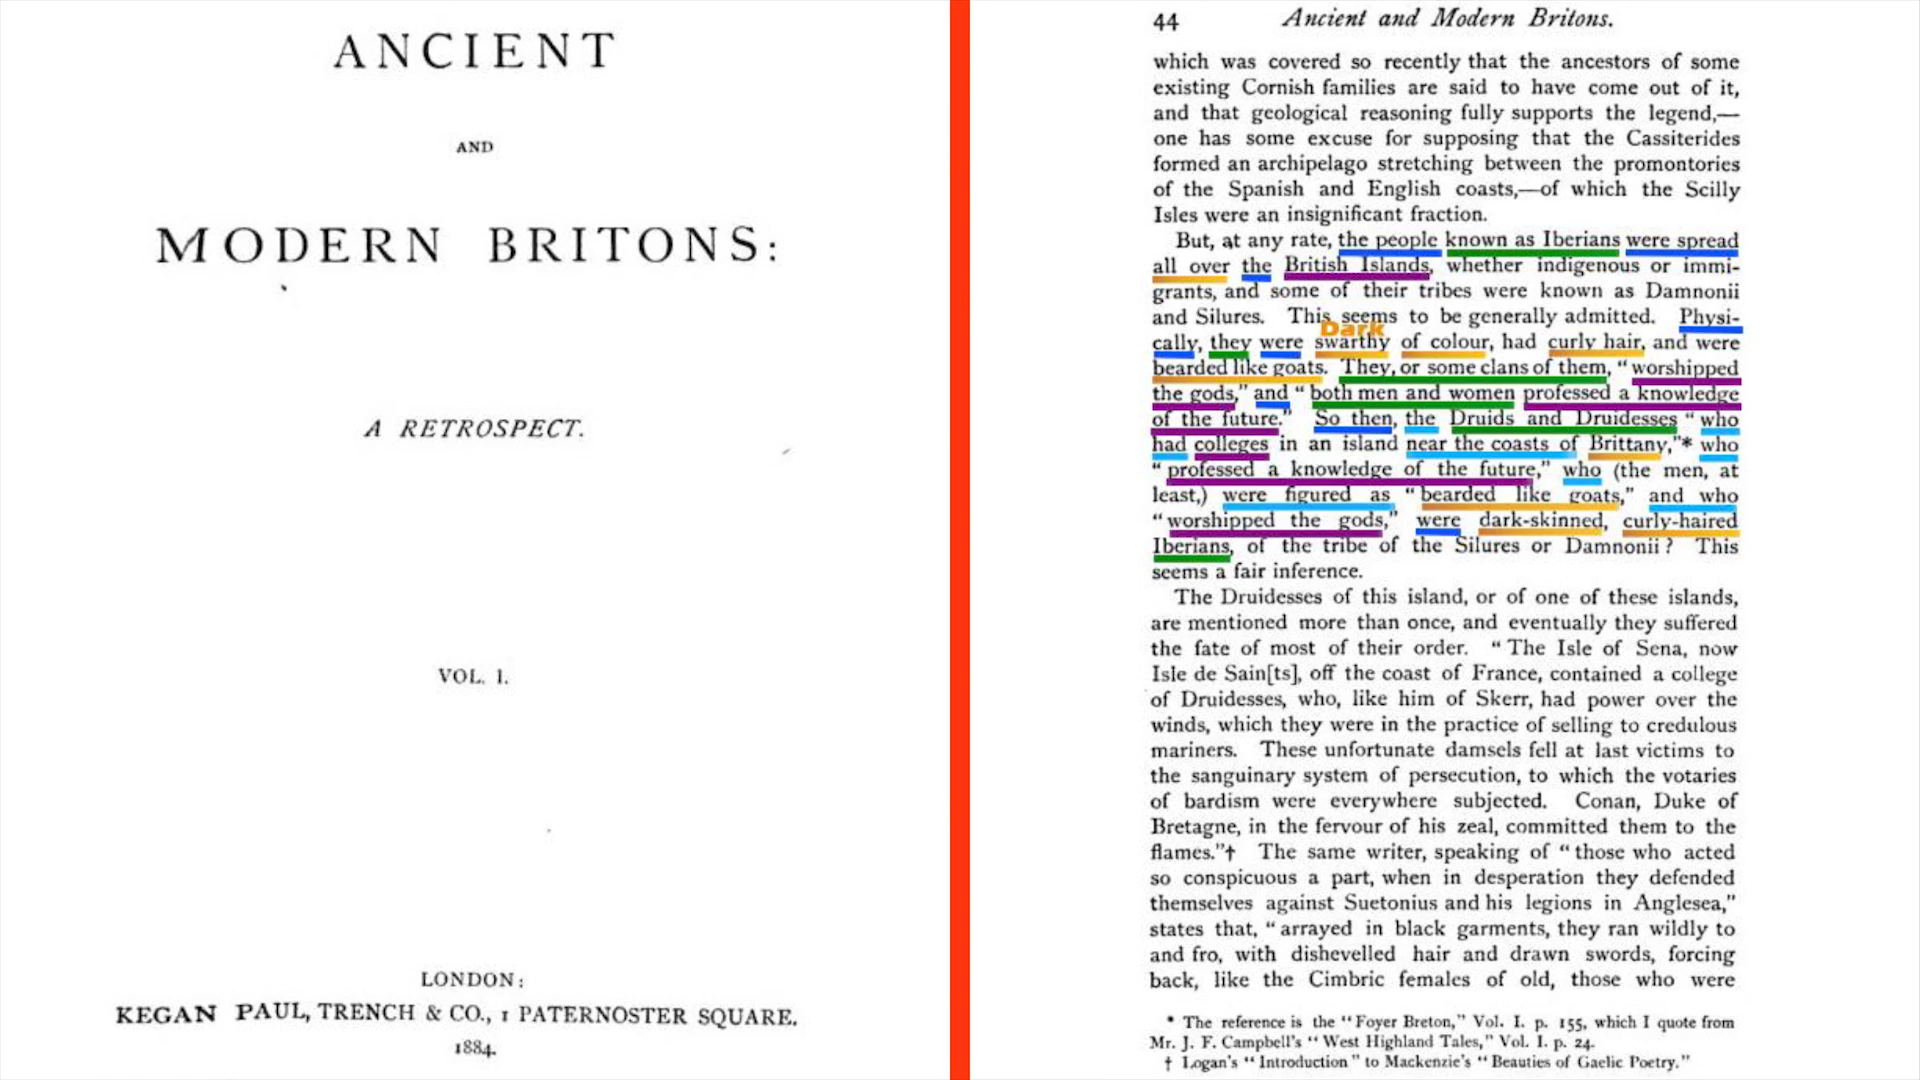 ANCIENT
AND
MODERN BRITONS:
A RETROSPECT.
VOL. I.
LONDON:
KEGAN PAUL, TRENCH & CO., 1 PATERNOSTER SQUARE.
1884.
44 Ancient and Modern Britons.
which was covered so recently that the ancestors of some
existing Cornish families are said to have come out of it,
and that geological reasoning fully supports the legend,—
one has some excuse for supposing that the Cassiterides
formed an archipelago stretching between the promontories
of the Spanish and English coasts,—of which the Scilly
Isles were an insignificant fraction.
But, at any rate, the people known as Iberians were spread
all over the British Islands, whether indigenous or immi-
grants, and some of their tribes were known as Damnonii
and Silures. This seems to be generally admitted. Physi-
Dark
cally, they were swarthy of colour, had curly hair, and were
bearded like goats. They, or some clans of them, “worshipped
the gods,” and “both men and women professed a knowledge
of the future.” So then, the Druids and Druidesses “who
had colleges in an island near the coasts of Brittany,”* who
“professed a knowledge of the future,” who (the men, at
least,) were figured as “bearded like goats,” and who
“worshipped the gods,” were dark-skinned, curly-haired
Iberians, of the tribe of the Silures or Damnonii? This
seems a fair inference.
The Druidesses of this island, or of one of these islands,
are mentioned more than once, and eventually they suffered
the fate of most of their order. “The Isle of Sena, now
Isle de Sain[ts], off the coast of France, contained a college
of Druidesses, who, like him of Skerr, had power over the
winds, which they were in the practice of selling to credulous
mariners. These unfortunate damsels fell at last victims to
the sanguinary system of persecution, to which the votaries
of bardism were everywhere subjected. Conan, Duke of
Bretagne, in the fervour of his zeal, committed them to the
flames.”† The same writer, speaking of “those who acted
so conspicuous a part, when in desperation they defended
themselves against Suetonius and his legions in Anglesea,”
states that, “arrayed in black garments, they ran wildly to
and fro, with dishevelled hair and drawn swords, forcing
back, like the Cimbric females of old, those who were
* The reference is the “Foyer Breton,” Vol. I. p. 155, which I quote from
Mr. J. F. Campbell's “West Highland Tales,” Vol. I. p. 24.
† Logan's “Introduction” to Mackenzie's “Beauties of Gaelic Poetry.”